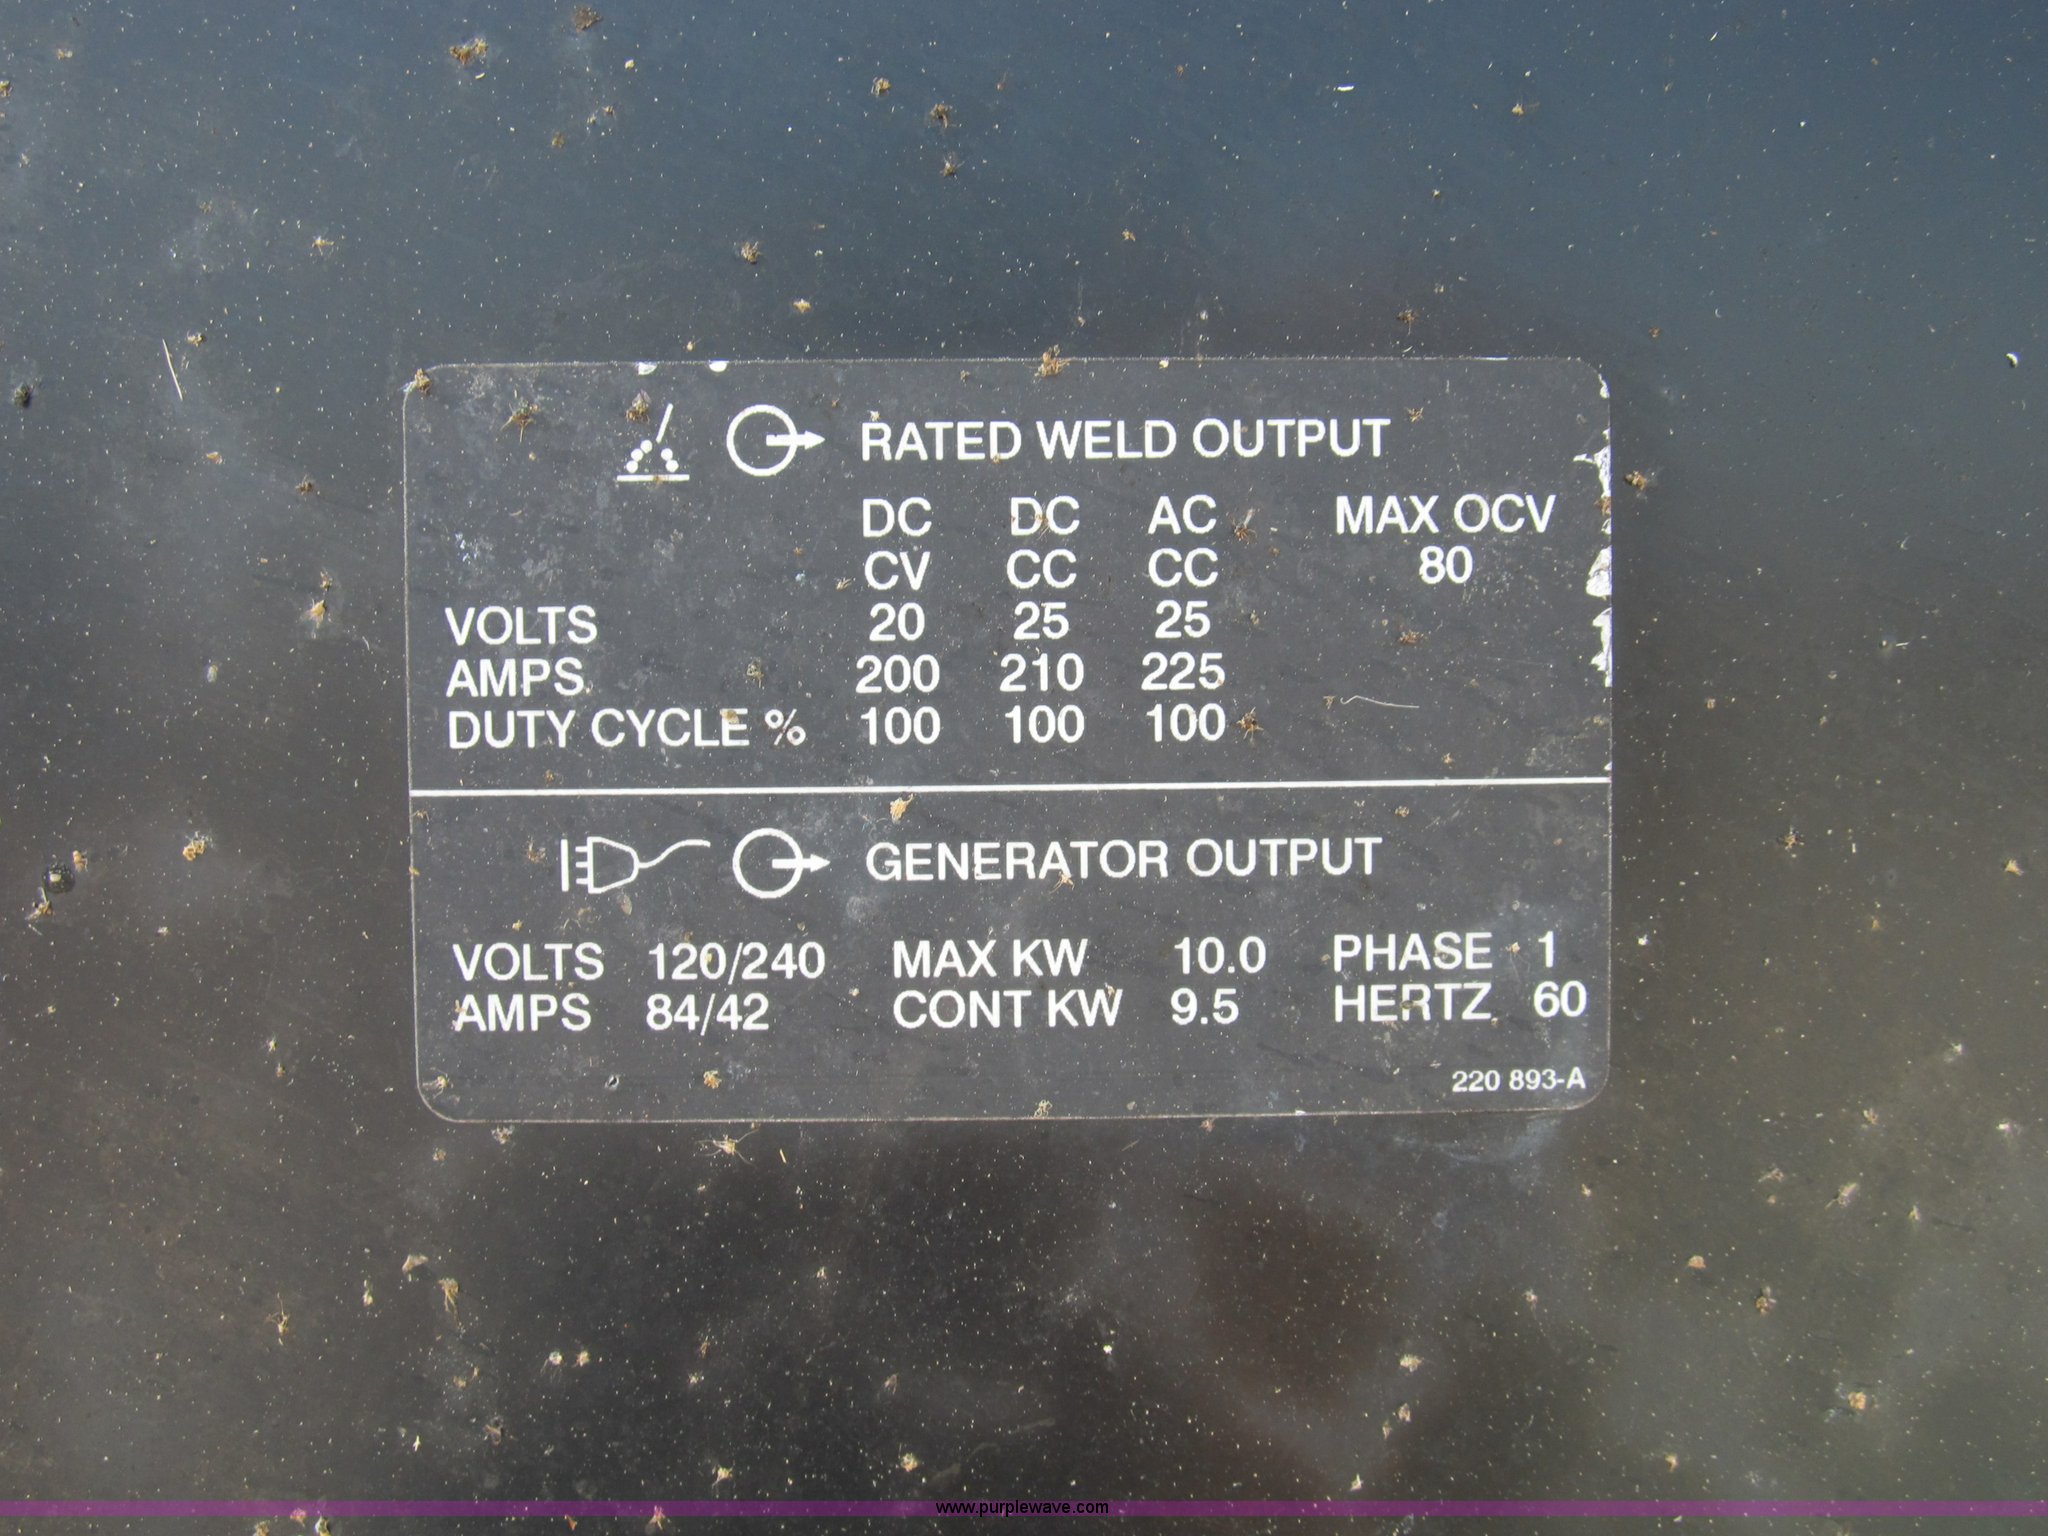 RATED WELD OUTPUT
DC DC AC MAX OCV
CV CC CC 80
VOLTS 20 25 25
AMPS 200 210 225
DUTY CYCLE % 100 100 100
GENERATOR OUTPUT
VOLTS 120/240 MAX KW 10.0 PHASE 1
AMPS 84/42 CONT KW 9.5 HERTZ 60
220 893-A
www.purplewave.com